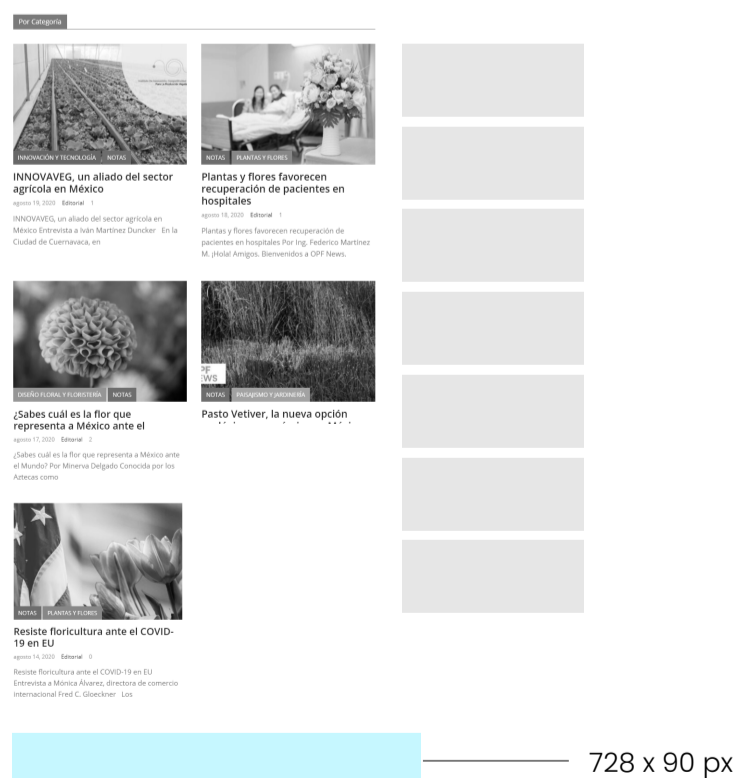 Por Categoría
INNOVACIÓN Y TECNOLOGÍA NOTAS
INNOVAVEG, un aliado del sector
agrícola en México
agosto 19, 2020 Editorial 1
INNOVAVEG, un aliado del sector agrícola en
México Entrevista a Iván Martínez Duncker En la
Ciudad de Cuernavaca, en
NOTAS PLANTAS Y FLORES
Plantas y flores favorecen
recuperación de pacientes en
hospitales
agosto 18, 2020 Editorial 1
Plantas y flores favorecen recuperación de
pacientes en hospitales Por Ing. Federico Martínez
M. ¡Hola! Amigos. Bienvenidos a OPF News.
DISEÑO FLORAL Y FLORISTERÍA NOTAS
¿Sabes cuál es la flor que
representa a México ante el
agosto 17, 2020 Editorial 2
¿Sabes cuál es la flor que representa a México ante
el Mundo? Por Minerva Delgado Conocida por los
Aztecas como
PF
EWS
NOTAS PAISAJISMO Y JARDINERÍA
Pasto Vetiver, la nueva opción
NOTAS PLANTAS Y FLORES
Resiste floricultura ante el COVID-
19 en EU
agosto 14, 2020 Editorial 0
Resiste floricultura ante el COVID-19 en EU
Entrevista a Mónica Álvarez, directora de comercio
internacional Fred C. Gloeckner Los
728 x 90 px